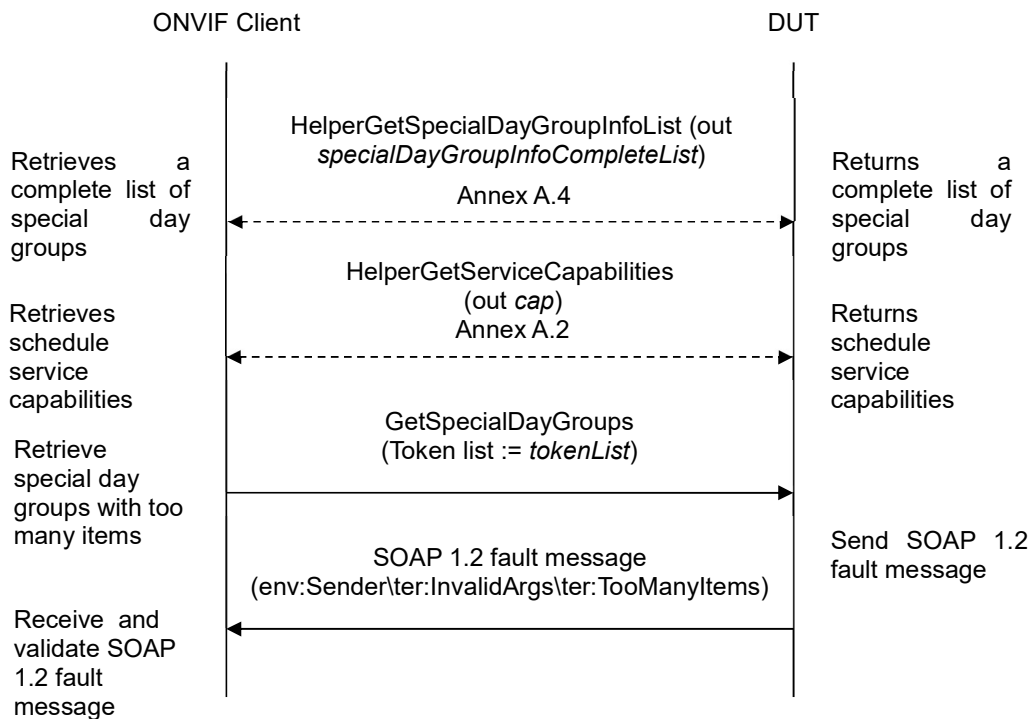 ONVIF Client
DUT
HelperGetSpecialDayGroupInfoList (out
specialDayGroupInfoCompleteList)
Annex A.4
Retrieves a
complete list of
special day
groups
Returns a
complete list of
special day
groups
HelperGetServiceCapabilities
(out cap)
Annex A.2
Retrieves
schedule
service
capabilities
Returns
schedule
service
capabilities
GetSpecialDayGroups
(Token list := tokenList)
Retrieve
special day
groups with too
many items
SOAP 1.2 fault message
(env:Sender\ter:InvalidArgs\ter:TooManyItems)
Send SOAP 1.2
fault message
Receive and
validate SOAP
1.2 fault
message